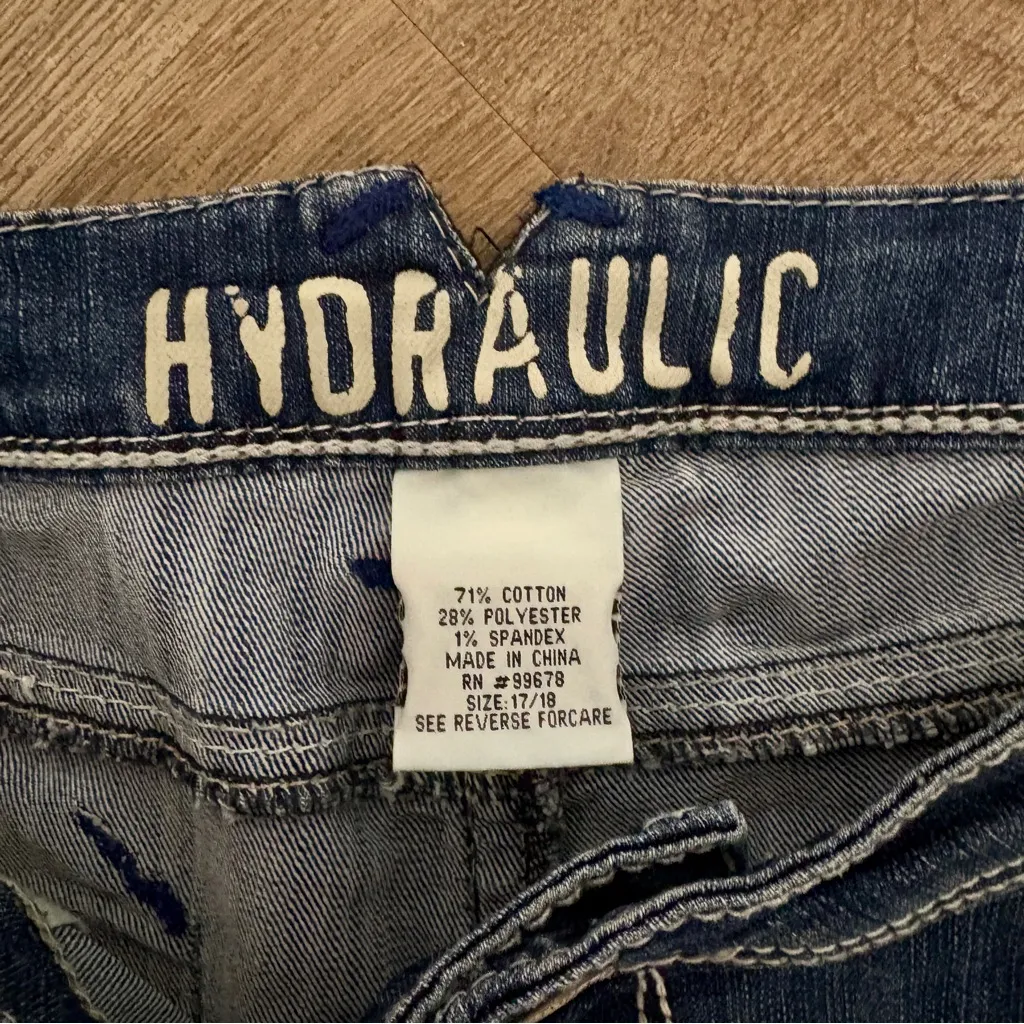 HYDRAULIC
71% COTTON
28% POLYESTER
1% SPANDEX
MADE IN CHINA
RN #99678
SIZE:17/18
SEE REVERSE FORCARE